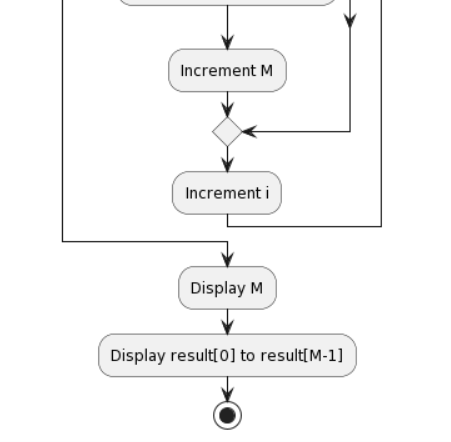 Increment M
Increment i
Display M
Display result[0] to result[M-1]